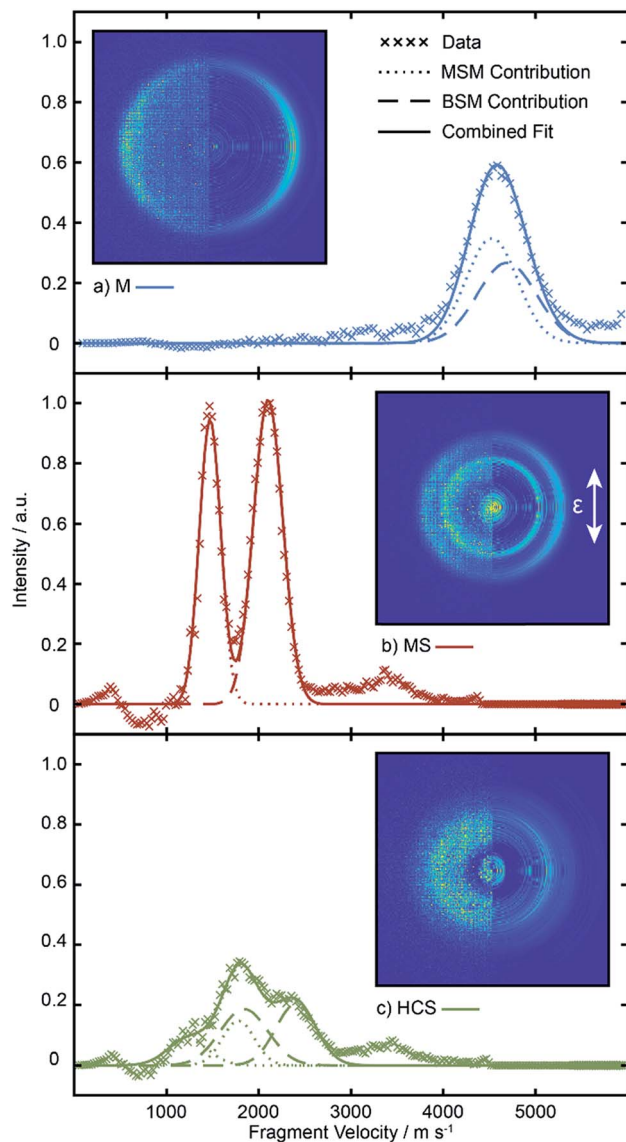 ×××× Data
MSM Contribution
BSM Contribution
Combined Fit
1.0
0.8
0.6
0.4
0.2
0
a) M
1.0
0.8
0.6
0.4
0.2
0
ε
b) MS
Intensity / a.u.
1.0
0.8
0.6
0.4
0.2
0
c) HCS
1000 2000 3000 4000 5000
Fragment Velocity / m s⁻¹